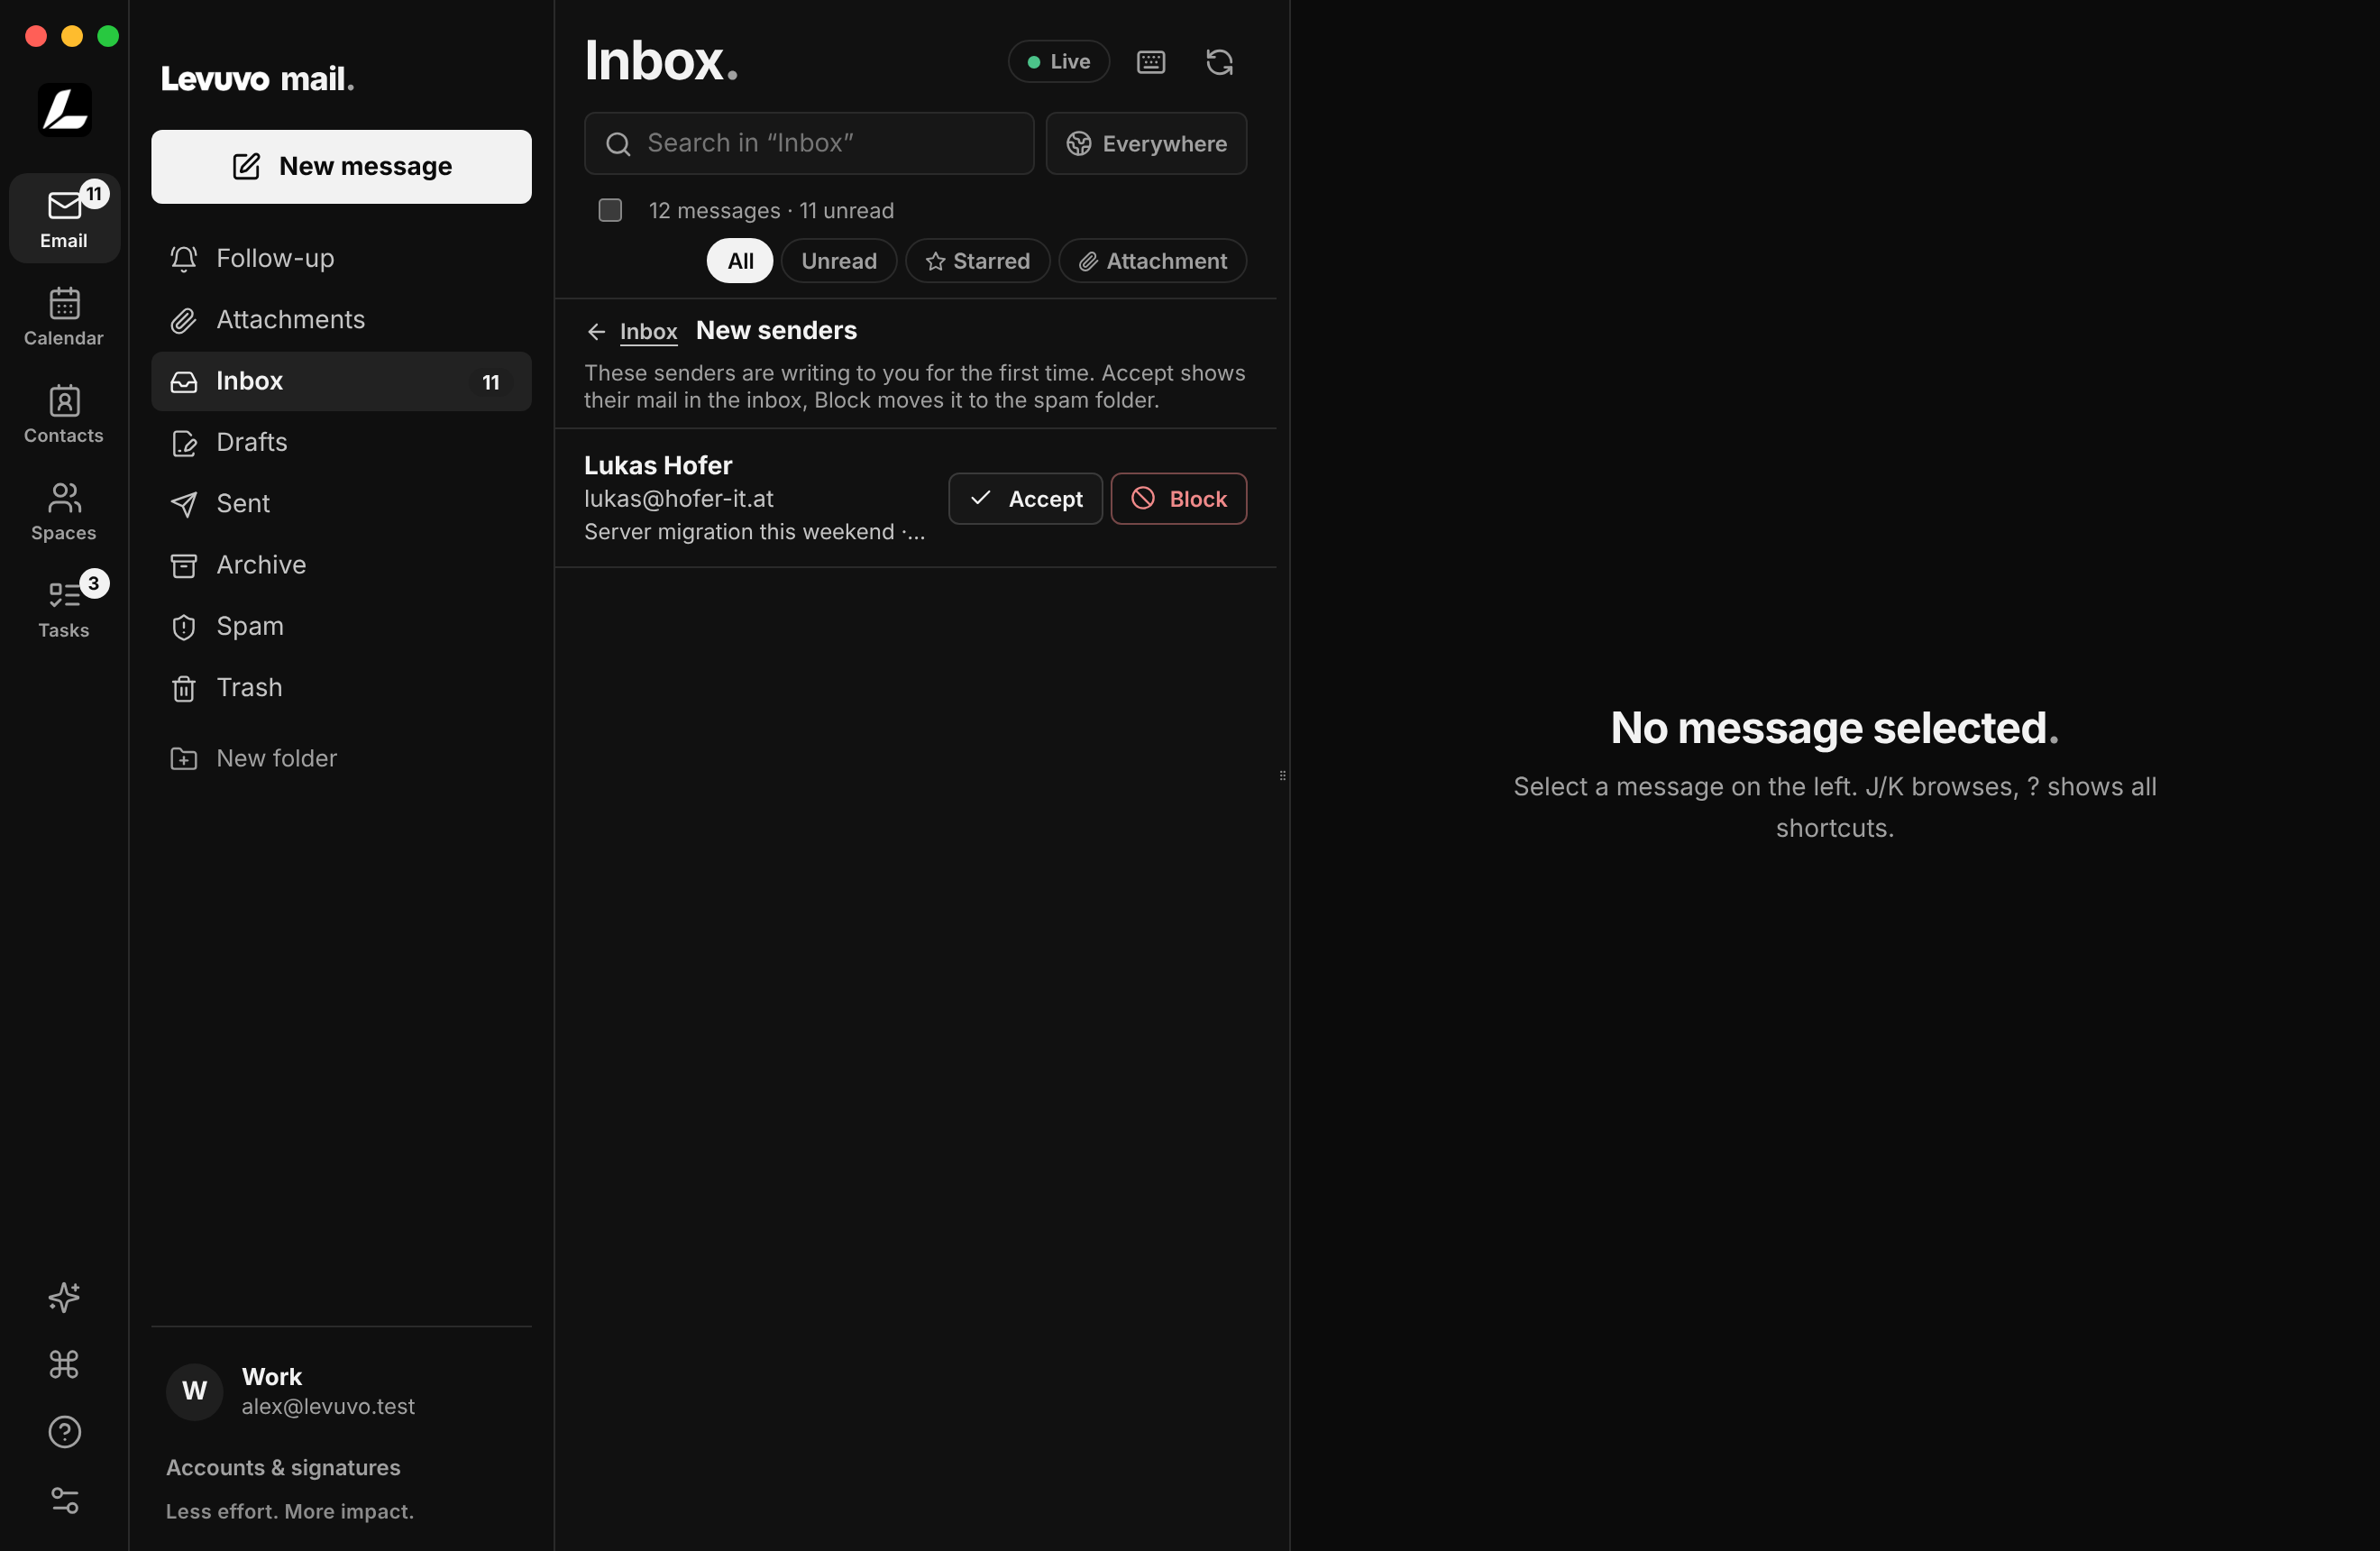 11
Email
Calendar
Contacts
Spaces
3
Tasks
Levuvo mail.
New message
Follow-up
Attachments
Inbox 11
Drafts
Sent
Archive
Spam
Trash
New folder
W
Work
alex@levuvo.test
Accounts & signatures
Less effort. More impact.
Inbox.
Live
Search in “Inbox”
Everywhere
12 messages · 11 unread
All Unread Starred Attachment
Inbox New senders
These senders are writing to you for the first time. Accept shows
their mail in the inbox, Block moves it to the spam folder.
Lukas Hofer
lukas@hofer-it.at
Server migration this weekend ·...
Accept Block
No message selected.
Select a message on the left. J/K browses, ? shows all
shortcuts.